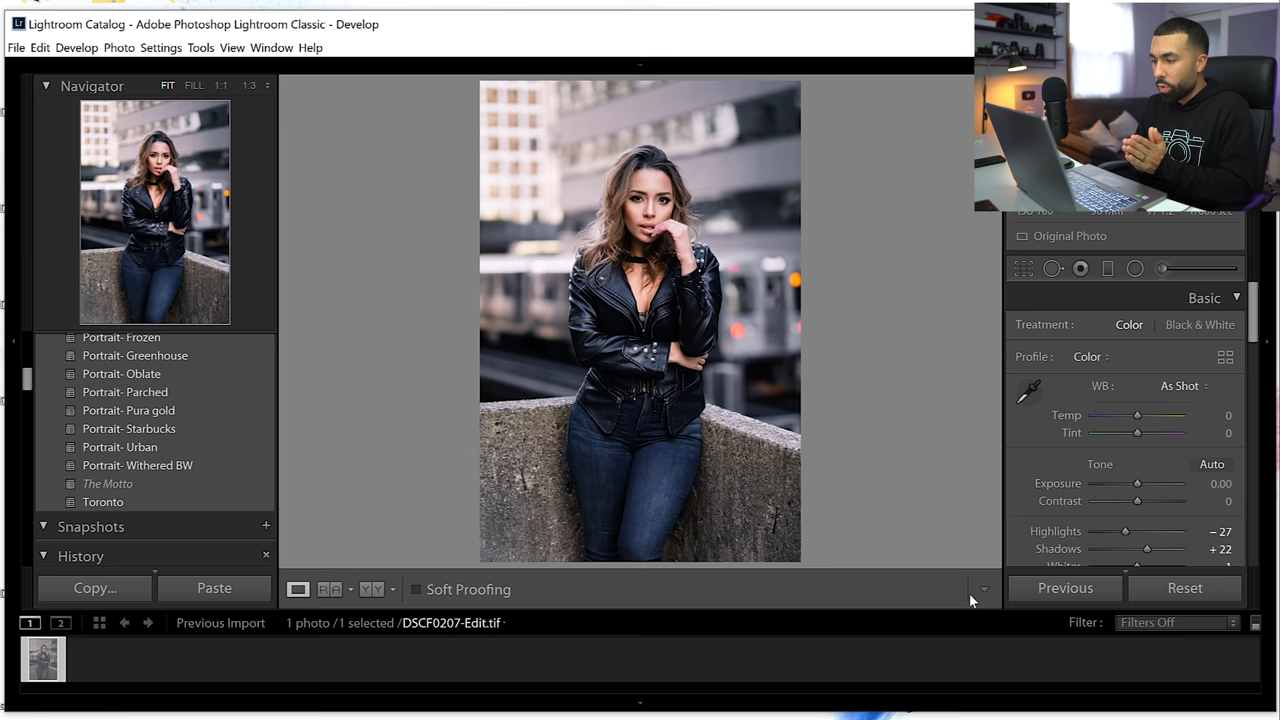 Lr Lightroom Catalog - Adobe Photoshop Lightroom Classic - Develop
File Edit Develop Photo Settings Tools View Window Help
Navigator FIT FILL 1:1 1:3
Original Photo
Basic
Treatment : Color Black & White
Profile : Color
WB : As Shot
Temp 0
Tint 0
Tone Auto
Exposure 0.00
Contrast 0
Highlights – 27
Shadows + 22
Portrait- Frozen
Portrait- Greenhouse
Portrait- Oblate
Portrait- Parched
Portrait- Pura gold
Portrait- Starbucks
Portrait- Urban
Portrait- Withered BW
The Motto
Toronto
Snapshots +
History ×
Copy... Paste
Soft Proofing
Previous Reset
1 2 Previous Import 1 photo / 1 selected / DSCF0207-Edit.tif
Filter : Filters Off